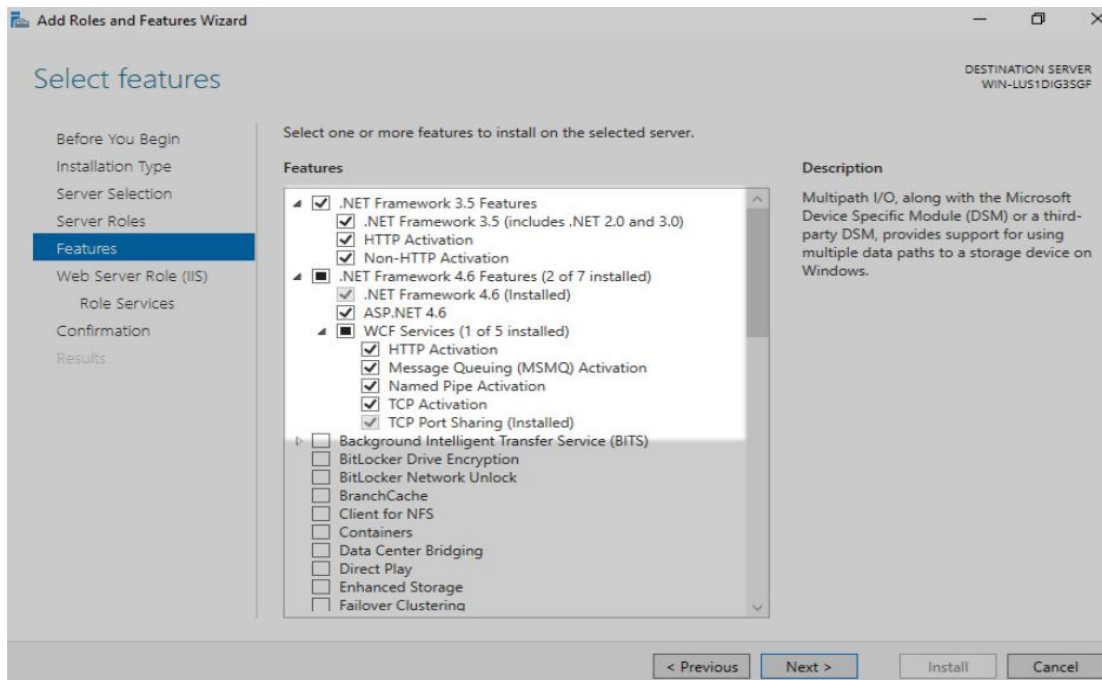 Add Roles and Features Wizard
Select features
DESTINATION SERVER
WIN-LUS1DIG3SGF
Before You Begin
Installation Type
Server Selection
Server Roles
Features
Web Server Role (IIS)
Role Services
Confirmation
Results
Select one or more features to install on the selected server.
Features
.NET Framework 3.5 Features
.NET Framework 3.5 (includes .NET 2.0 and 3.0)
HTTP Activation
Non-HTTP Activation
.NET Framework 4.6 Features (2 of 7 installed)
.NET Framework 4.6 (Installed)
ASP.NET 4.6
WCF Services (1 of 5 installed)
HTTP Activation
Message Queuing (MSMQ) Activation
Named Pipe Activation
TCP Activation
TCP Port Sharing (Installed)
Background Intelligent Transfer Service (BITS)
BitLocker Drive Encryption
BitLocker Network Unlock
BranchCache
Client for NFS
Containers
Data Center Bridging
Direct Play
Enhanced Storage
Failover Clustering
Description
Multipath I/O, along with the Microsoft
Device Specific Module (DSM) or a third-
party DSM, provides support for using
multiple data paths to a storage device on
Windows.
< Previous
Next >
Install
Cancel